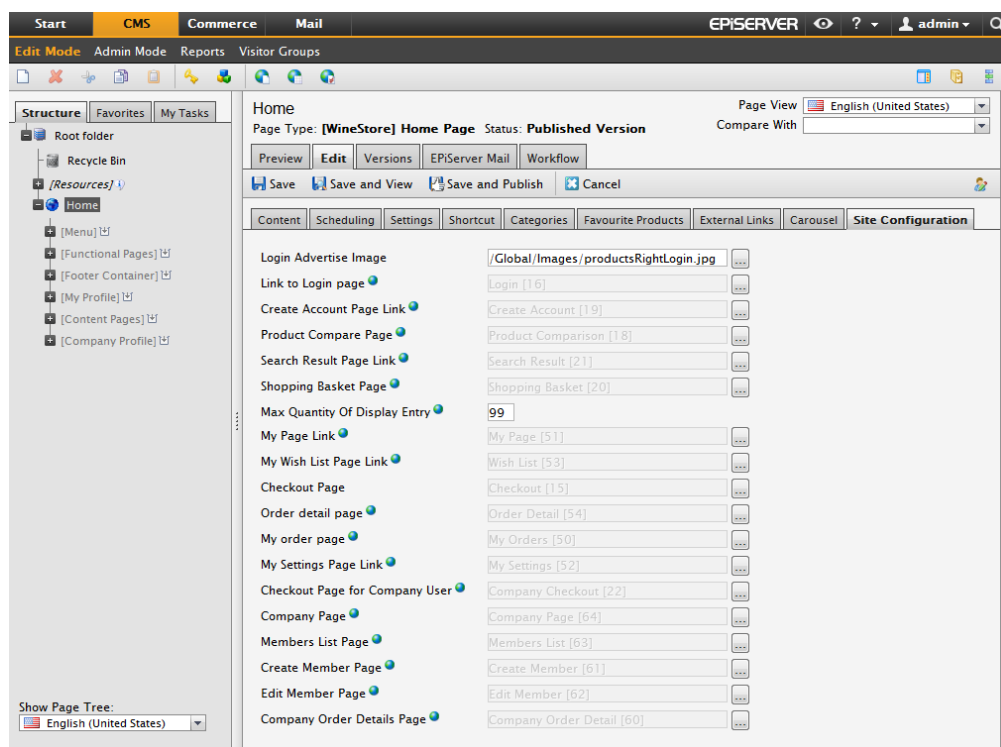 Start CMS Commerce Mail EPiSERVER ? admin
Edit Mode Admin Mode Reports Visitor Groups
Structure Favorites My Tasks
Root folder
Recycle Bin
[Resources]
Home
[Menu]
[Functional Pages]
[Footer Container]
[My Profile]
[Content Pages]
[Company Profile]
Show Page Tree:
English (United States)
Home
Page View English (United States)
Page Type: [WineStore] Home Page Status: Published Version
Compare With
Preview Edit Versions EPiServer Mail Workflow
Save Save and View Save and Publish Cancel
Content Scheduling Settings Shortcut Categories Favourite Products External Links Carousel Site Configuration
Login Advertise Image /Global/Images/productsRightLogin.jpg ...
Link to Login page Login [16] ...
Create Account Page Link Create Account [19] ...
Product Compare Page Product Comparison [18] ...
Search Result Page Link Search Result [21] ...
Shopping Basket Page Shopping Basket [20] ...
Max Quantity Of Display Entry 99
My Page Link My Page [51] ...
My Wish List Page Link Wish List [53] ...
Checkout Page Checkout [15] ...
Order detail page Order Detail [54] ...
My order page My Orders [50] ...
My Settings Page Link My Settings [52] ...
Checkout Page for Company User Company Checkout [22] ...
Company Page Company Page [64] ...
Members List Page Members List [63] ...
Create Member Page Create Member [61] ...
Edit Member Page Edit Member [62] ...
Company Order Details Page Company Order Detail [60] ...